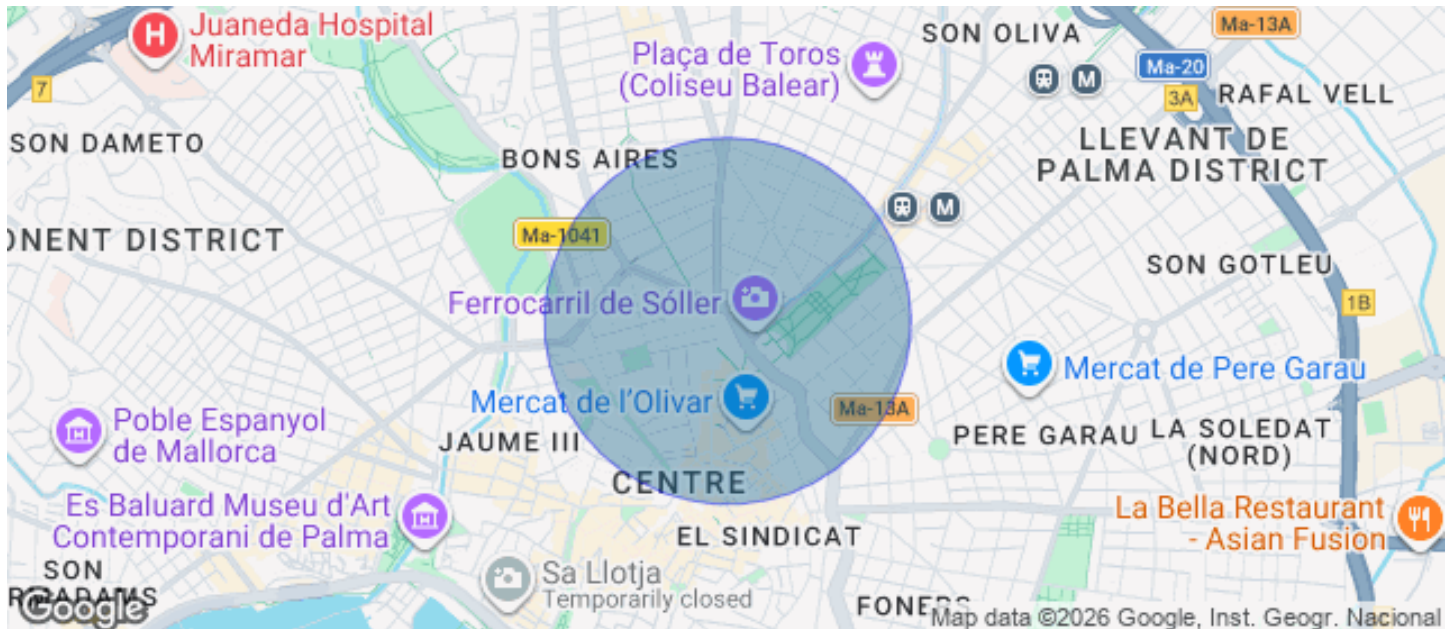 Juaneda Hospital
Miramar
H
7
Plaça de Toros
(Coliseu Balear)
SON OLIVA
Ma-13A
Ma-20
3A
M
RAFAL VELL
SON DAMETO
BONS AIRES
LLEVANT DE
PALMA DISTRICT
M
Ma-1041
ONENT DISTRICT
SON GOTLEU
Ferrocarril de Sóller
1B
Mercat de Pere Garau
Mercat de l'Olivar
Ma-13A
Poble Espanyol
de Mallorca
JAUME III
PERE GARAU
LA SOLEDAT
(NORD)
CENTRE
Es Baluard Museu d'Art
Contemporani de Palma
La Bella Restaurant
- Asian Fusion
EL SINDICAT
SON
Sa Llotja
Temporarily closed
FONERS
Google
Map data ©2026 Google, Inst. Geogr. Nacional